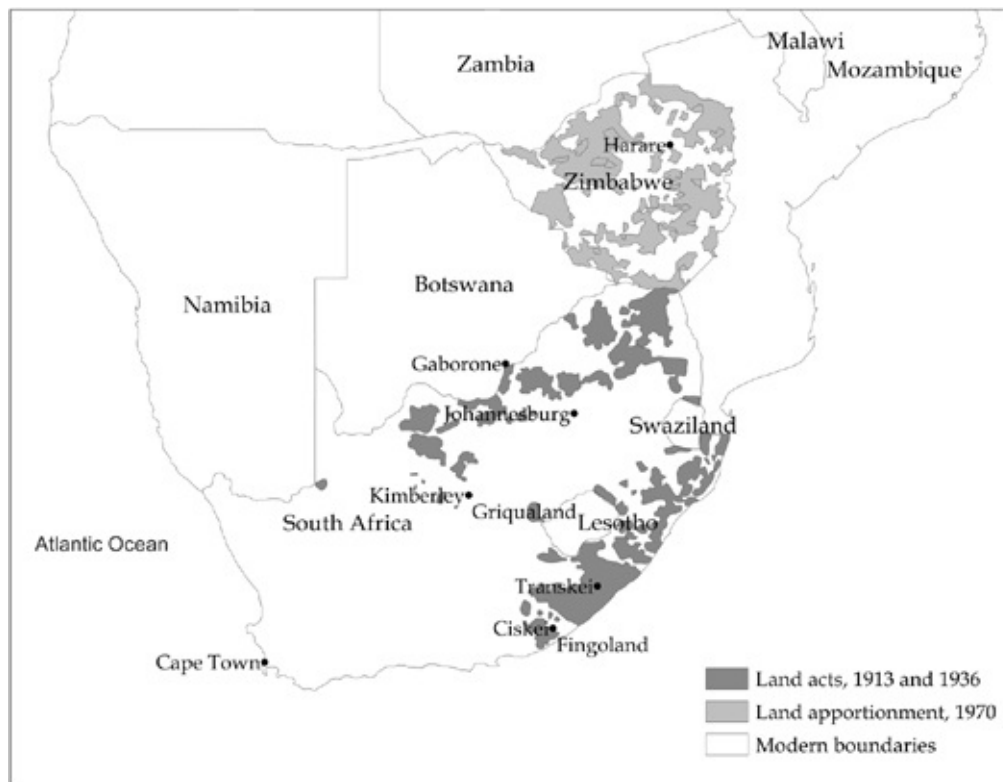 Malawi
Zambia
Mozambique
Harare
Zimbabwe
Botswana
Namibia
Gaborone
Johannesburg
Swaziland
Kimberley
Griqualand
South Africa
Lesotho
Atlantic Ocean
Transkei
Ciskei
Fingoland
Cape Town
Land acts, 1913 and 1936
Land apportionment, 1970
Modern boundaries